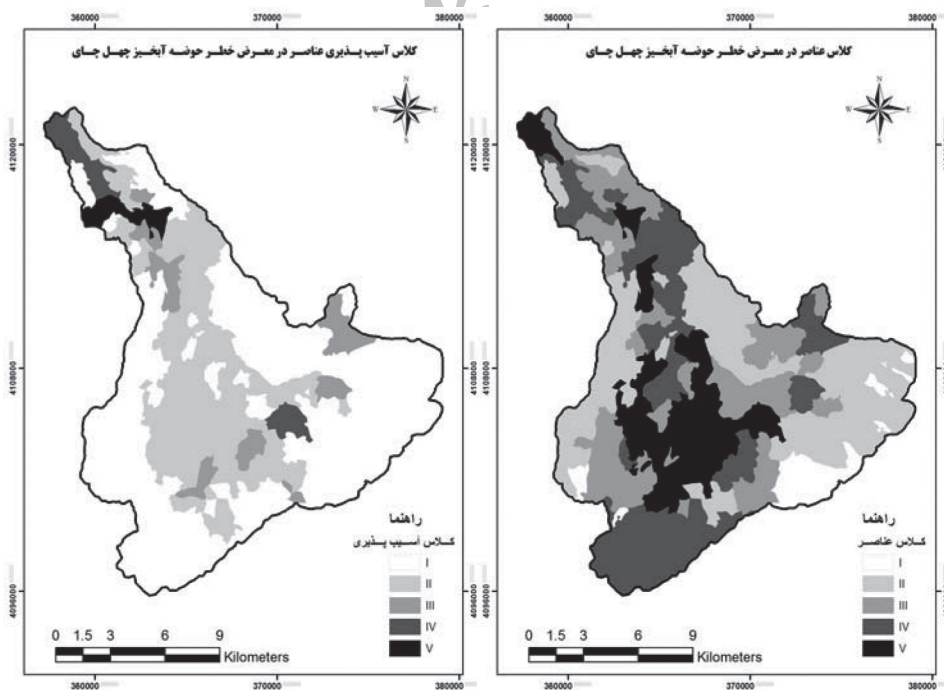 360000 370000 380000
کلاس آسیب پذیری عناصر در معرض خطر حوضه آبخیز چهل چای
N
W E
S
4120000
4108000
4096000
راهنما
کلاس آسیب پذیری
I
II
III
IV
V
0 1.5 3 6 9
Kilometers
360000 370000 380000
360000 370000 380000
کلاس عناصر در معرض خطر حوضه آبخیز چهل چای
N
W E
S
4120000
4108000
4096000
راهنما
کلاس عناصر
I
II
III
IV
V
0 1.5 3 6 9
Kilometers
360000 370000 380000